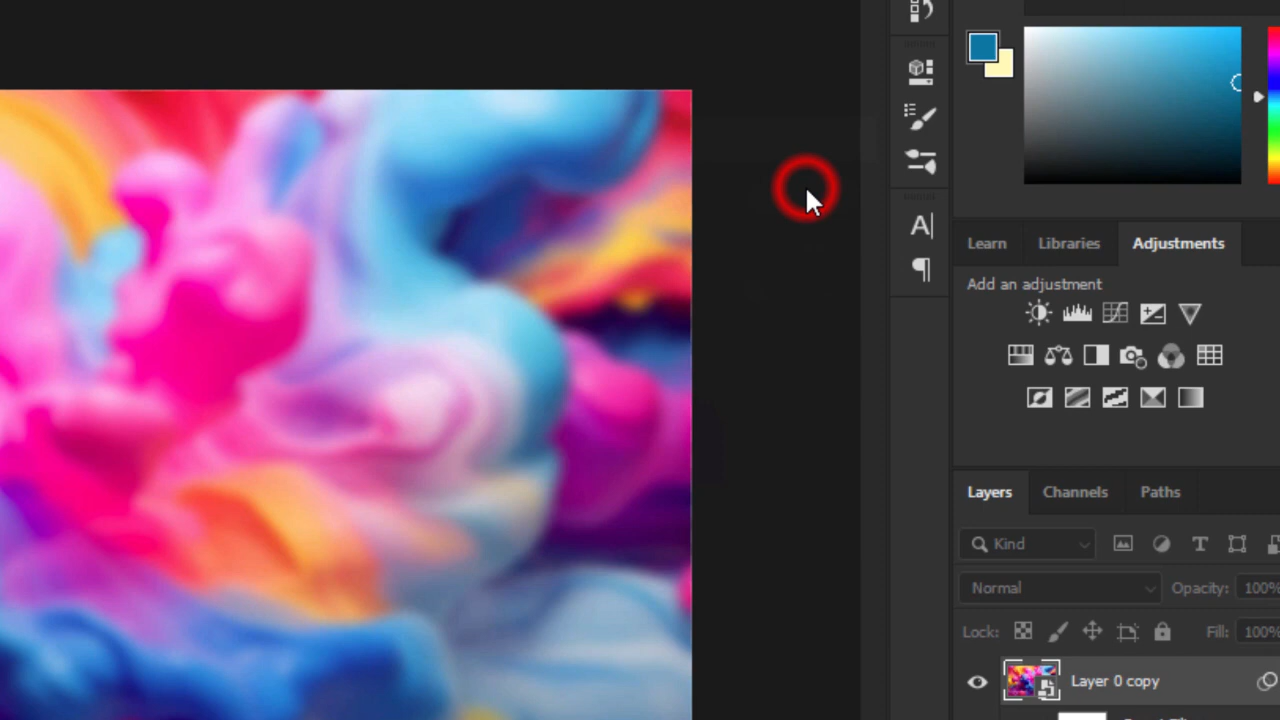 Learn Libraries Adjustments
Add an adjustment
Layers Channels Paths
Kind
Normal Opacity: 100%
Lock: Fill: 100%
Layer 0 copy